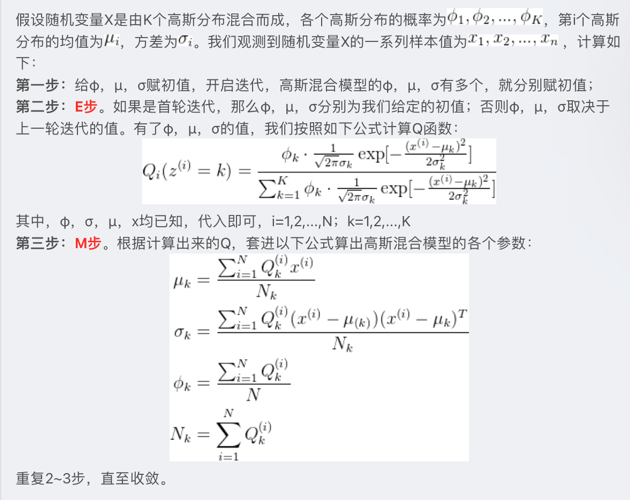 假设随机变量X是由K个高斯分布混合而成，各个高斯分布的概率为φ₁,φ₂,...,φ_K，第i个高斯
分布的均值为μᵢ，方差为σᵢ。我们观测到随机变量X的一系列样本值为x₁,x₂,...,xₙ，计算如
下：
第一步：给φ，μ，σ赋初值，开启迭代，高斯混合模型的φ，μ，σ有多个，就分别赋初值；
第二步：E步。如果是首轮迭代，那么φ，μ，σ分别为我们给定的初值；否则φ，μ，σ取决于
上一轮迭代的值。有了φ，μ，σ的值，我们按照如下公式计算Q函数：
Q_i(z^{(i)} = k) = \frac{\phi_k \cdot \frac{1}{\sqrt{2\pi}\sigma_k} \exp[-\frac{(x^{(i)}-\mu_k)^2}{2\sigma_k^2}]}{\sum_{k=1}^{K} \phi_k \cdot \frac{1}{\sqrt{2\pi}\sigma_k} \exp[-\frac{(x^{(i)}-\mu_k)^2}{2\sigma_k^2}]}
其中，φ，σ，μ，x均已知，代入即可，i=1,2,...,N；k=1,2,...,K
第三步：M步。根据计算出来的Q，套进以下公式算出高斯混合模型的各个参数：
\mu_k = \frac{\sum_{i=1}^{N} Q_k^{(i)} x^{(i)}}{N_k}
\sigma_k = \frac{\sum_{i=1}^{N} Q_k^{(i)} (x^{(i)} - \mu_{(k)})(x^{(i)} - \mu_k)^T}{N_k}
\phi_k = \frac{\sum_{i=1}^{N} Q_k^{(i)}}{N}
N_k = \sum_{i=1}^{N} Q_k^{(i)}
重复2~3步，直至收敛。